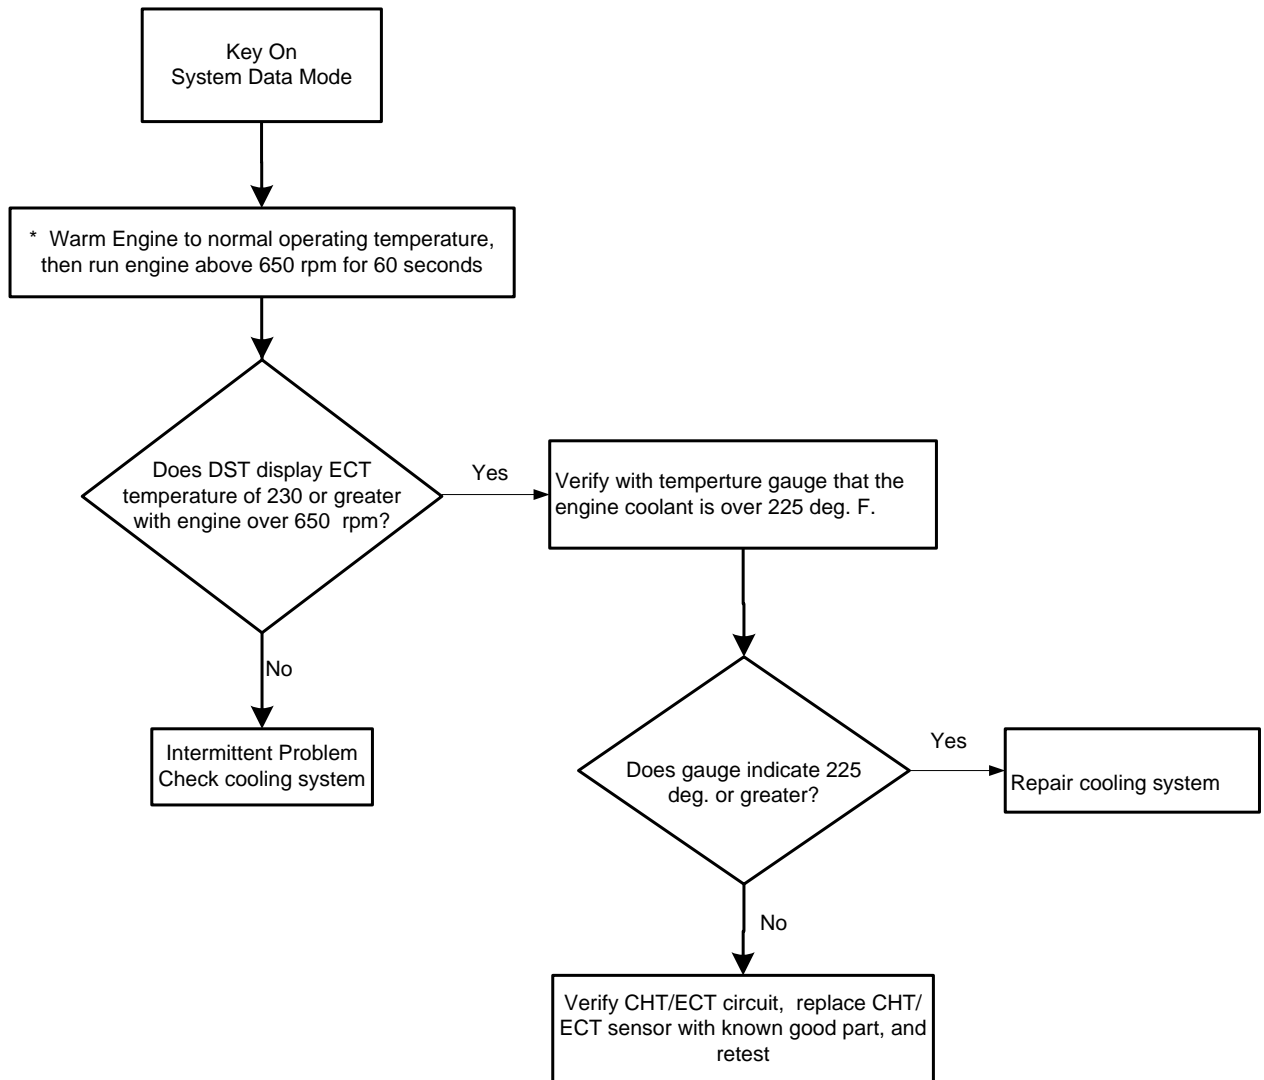 Key On
System Data Mode
* Warm Engine to normal operating temperature,
then run engine above 650 rpm for 60 seconds
Does DST display ECT
temperature of 230 or greater
with engine over 650 rpm?
Yes
Verify with temperture gauge that the
engine coolant is over 225 deg. F.
No
Intermittent Problem
Check cooling system
Does gauge indicate 225
deg. or greater?
Yes
Repair cooling system
No
Verify CHT/ECT circuit, replace CHT/
ECT sensor with known good part, and
retest